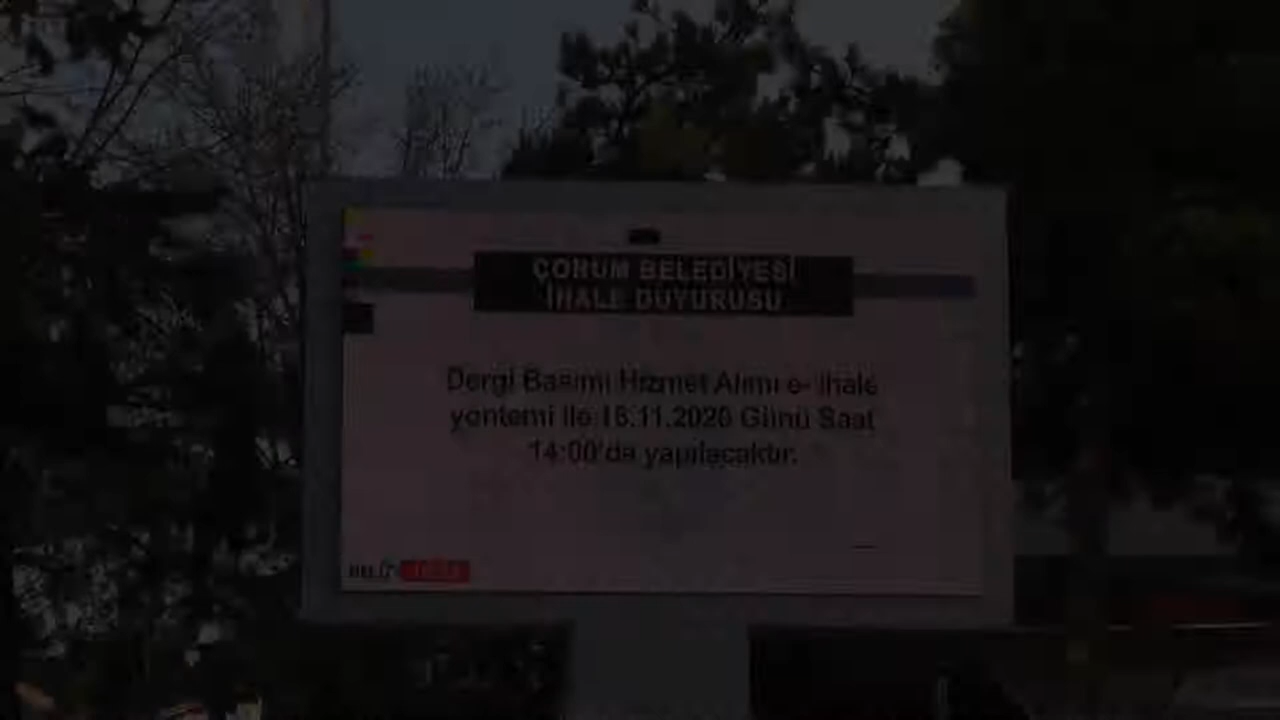 ÇORUM BELEDİYESİ
İHALE DUYURUSU
Dergi Basımı Hizmet Alımı e- ihale
yöntemi ile 16.11.2020 Günü Saat
14:00'da yapılacaktır.